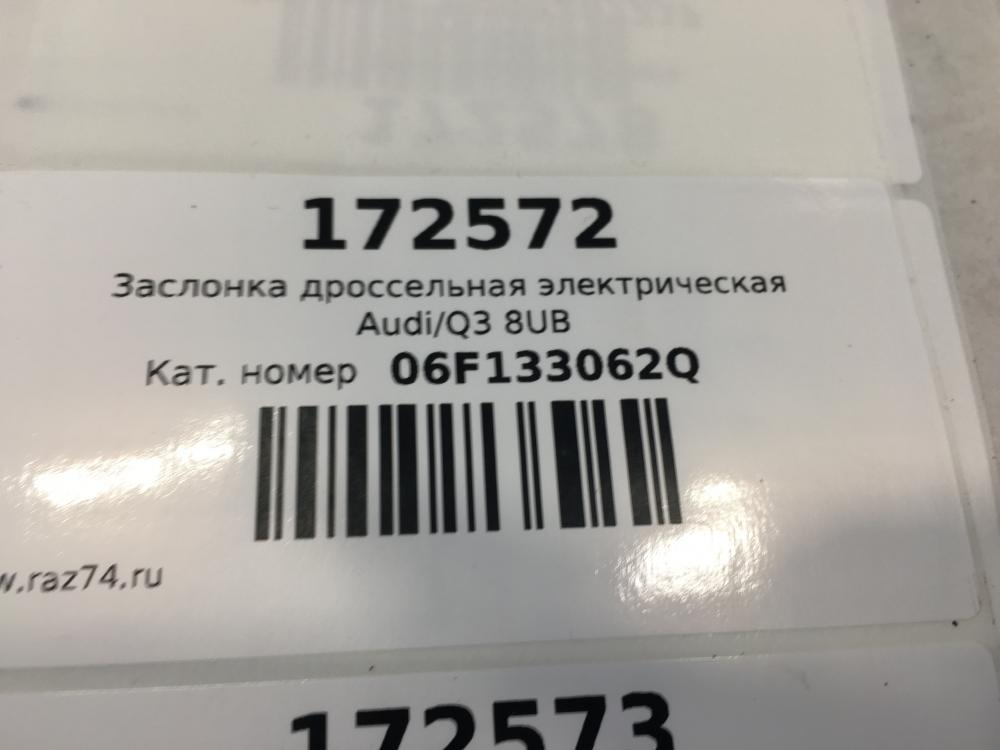 172572
Заслонка дроссельная электрическая
Audi/Q3 8UB
Кат. номер 06F133062Q
w.raz74.ru
172573